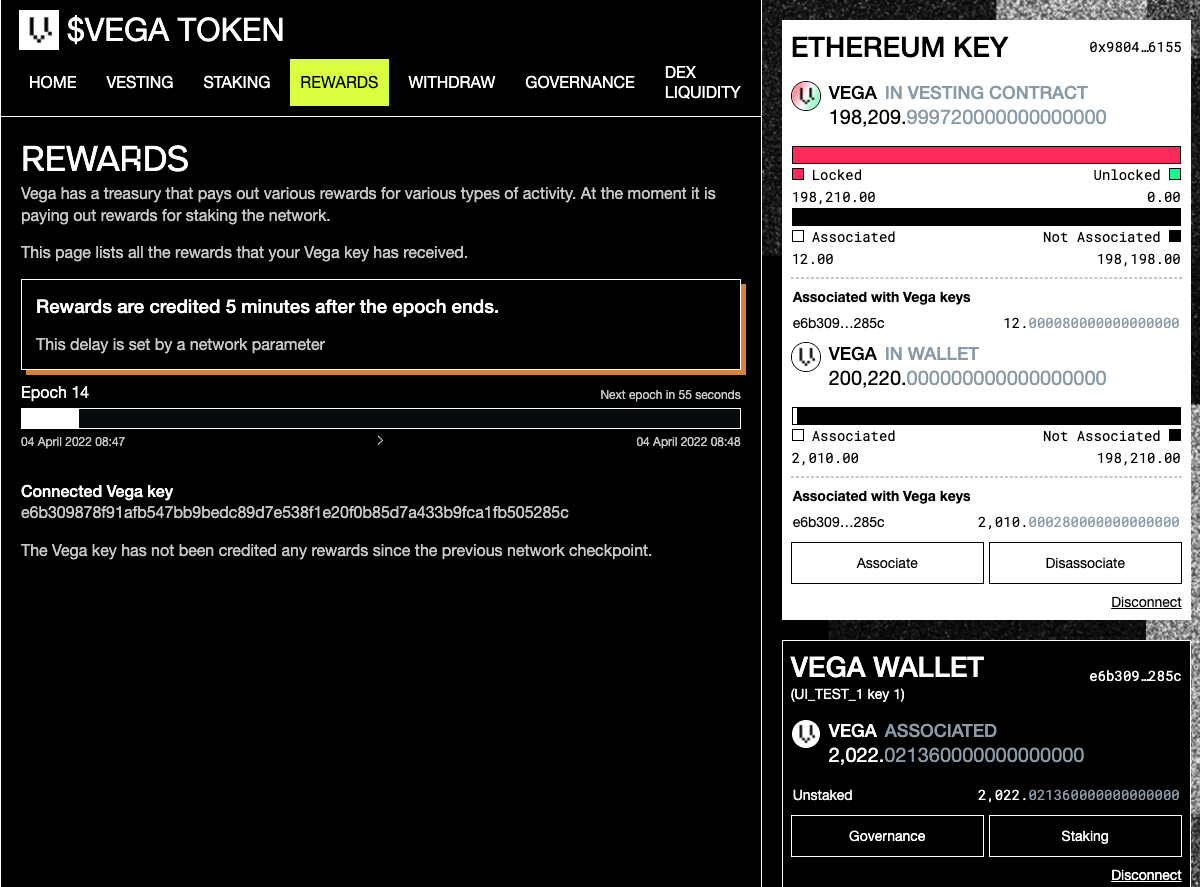 $VEGA TOKEN
HOME VESTING STAKING REWARDS WITHDRAW GOVERNANCE DEX LIQUIDITY
REWARDS
Vega has a treasury that pays out various rewards for various types of activity. At the moment it is
paying out rewards for staking the network.
This page lists all the rewards that your Vega key has received.
Rewards are credited 5 minutes after the epoch ends.
This delay is set by a network parameter
Epoch 14 Next epoch in 55 seconds
04 April 2022 08:47 > 04 April 2022 08:48
Connected Vega key
e6b309878f91afb547bb9bedc89d7e538f1e20f0b85d7a433b9fca1fb505285c
The Vega key has not been credited any rewards since the previous network checkpoint.
ETHEREUM KEY 0x9804…6155
VEGA IN VESTING CONTRACT
198,209.999720000000000000
Locked Unlocked
198,210.00 0.00
Associated Not Associated
12.00 198,198.00
Associated with Vega keys
e6b309…285c 12.000080000000000000
VEGA IN WALLET
200,220.000000000000000000
Associated Not Associated
2,010.00 198,210.00
Associated with Vega keys
e6b309…285c 2,010.000280000000000000
Associate Disassociate
Disconnect
VEGA WALLET e6b309…285c
(UI_TEST_1 key 1)
VEGA ASSOCIATED
2,022.021360000000000000
Unstaked 2,022.021360000000000000
Governance Staking
Disconnect